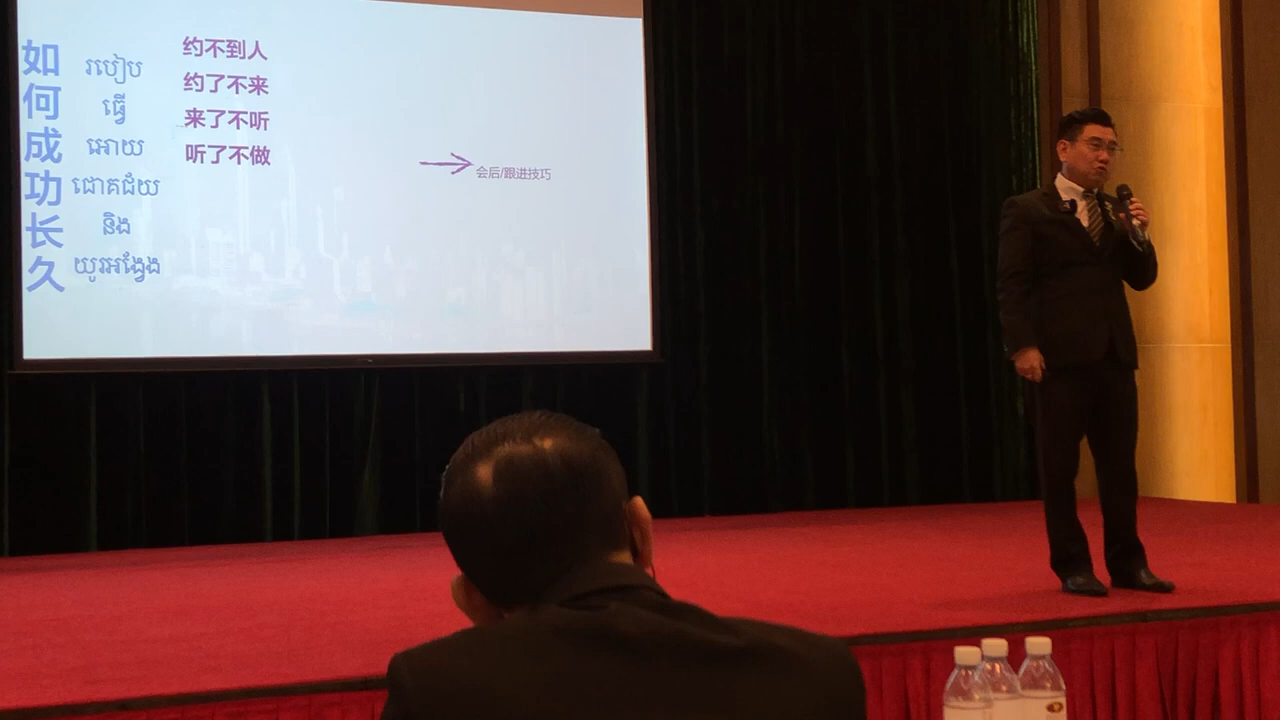 如何成功长久
របៀប
ធ្វើ
អោយ
ជោគជ័យ
និង
យូរអង្វែង
约不到人
约了不来
来了不听
听了不做
会后/跟进技巧